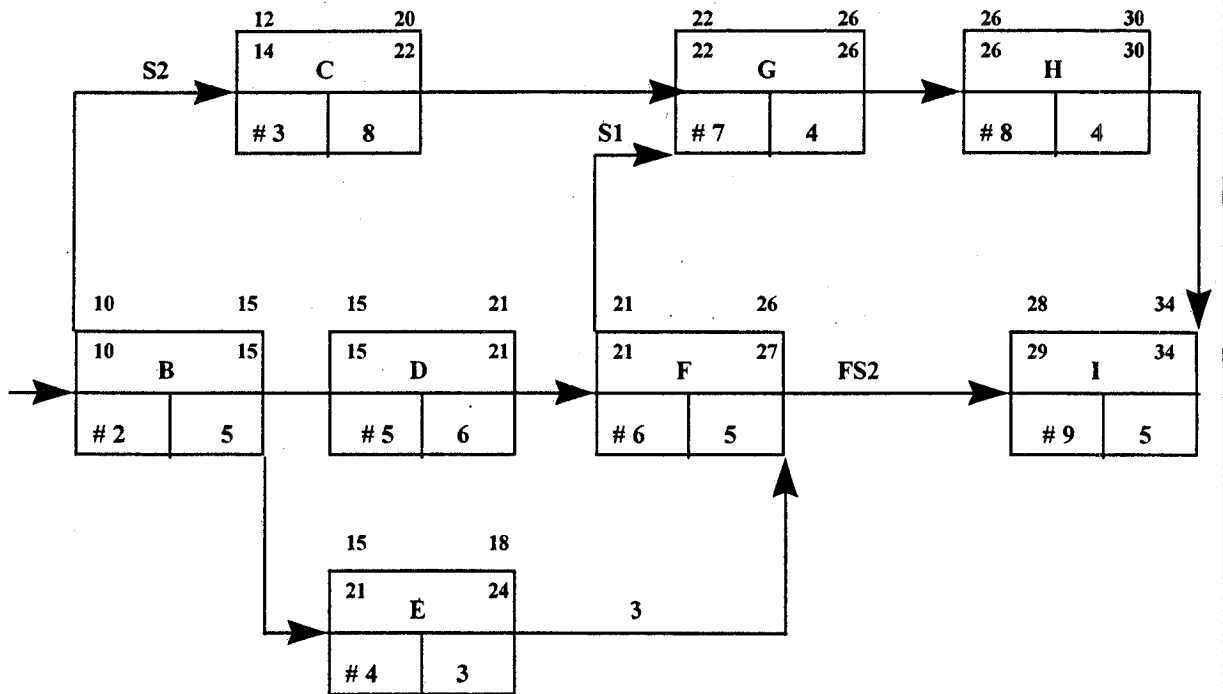 12 20 22 26 26 30
14 22 22 26 26 30
S2 C G H
# 3 8 S1 # 7 4 # 8 4
10 15 15 21 21 26 28 34
10 15 15 21 21 27 29 34
B D F FS2 I
# 2 5 # 5 6 # 6 5 # 9 5
15 18
21 24
E 3
# 4 3